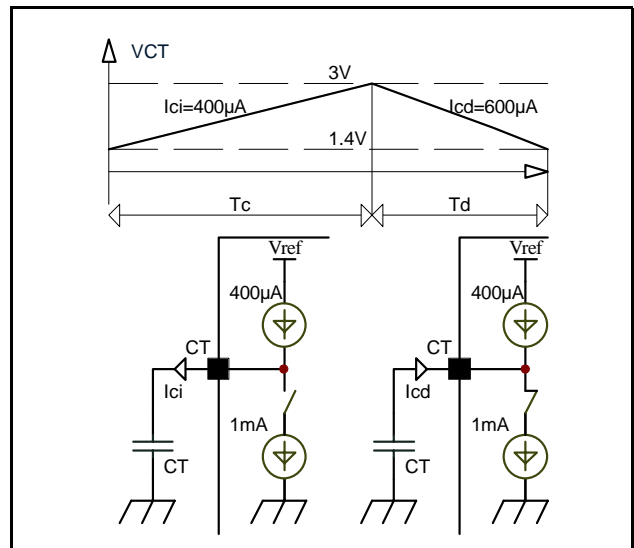 VCT
3V
Ici=400µA
Icd=600µA
1.4V
Tc
Td
Vref
Vref
400µA
400µA
CT
CT
Ici
Icd
1mA
1mA
CT
CT